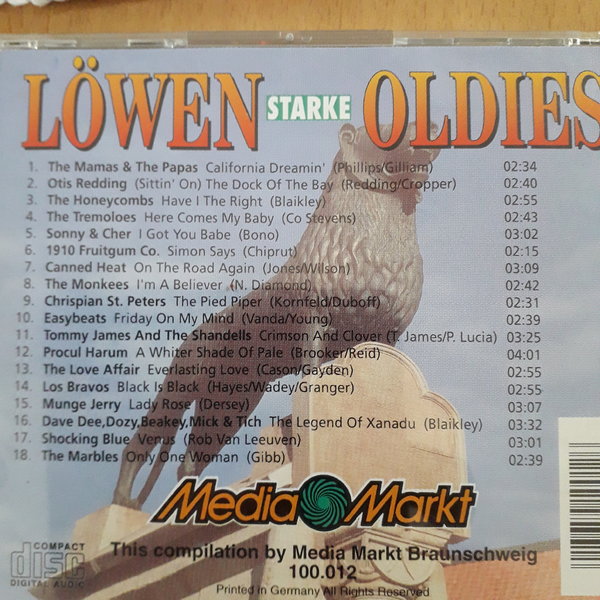 LÖWEN STARKE OLDIES
1. The Mamas & The Papas California Dreamin' (Phillips/Gilliam) 02:34
2. Otis Redding (Sittin' On) The Dock Of The Bay (Redding/Cropper) 02:40
3. The Honeycombs Have I The Right (Blaikley) 02:55
4. The Tremoloes Here Comes My Baby (Co Stevens) 02:43
5. Sonny & Cher I Got You Babe (Bono) 03:02
6. 1910 Fruitgum Co. Simon Says (Chiprut) 02:15
7. Canned Heat On The Road Again (Jones/Wilson) 03:09
8. The Monkees I'm A Believer (N. Diamond) 02:42
9. Chrispian St. Peters The Pied Piper (Kornfeld/Duboff) 02:31
10. Easybeats Friday On My Mind (Vanda/Young) 02:39
11. Tommy James And The Shandells Crimson And Clover (T. James/P. Lucia) 03:25
12. Procul Harum A Whiter Shade Of Pale (Brooker/Reid) 04:01
13. The Love Affair Everlasting Love (Cason/Gayden) 02:55
14. Los Bravos Black Is Black (Hayes/Wadey/Granger) 02:55
15. Munge Jerry Lady Rose (Dersey) 03:07
16. Dave Dee,Dozy,Beakey,Mick & Tich The Legend Of Xanadu (Blaikley) 03:32
17. Shocking Blue Venus (Rob Van Leeuven) 03:01
18. The Marbles Only One Woman (Gibb) 02:39
Media Markt
COMPACT
disc
DIGITAL AUDIO
This compilation by Media Markt Braunschweig
100.012
Printed in Germany All Rights Reserved